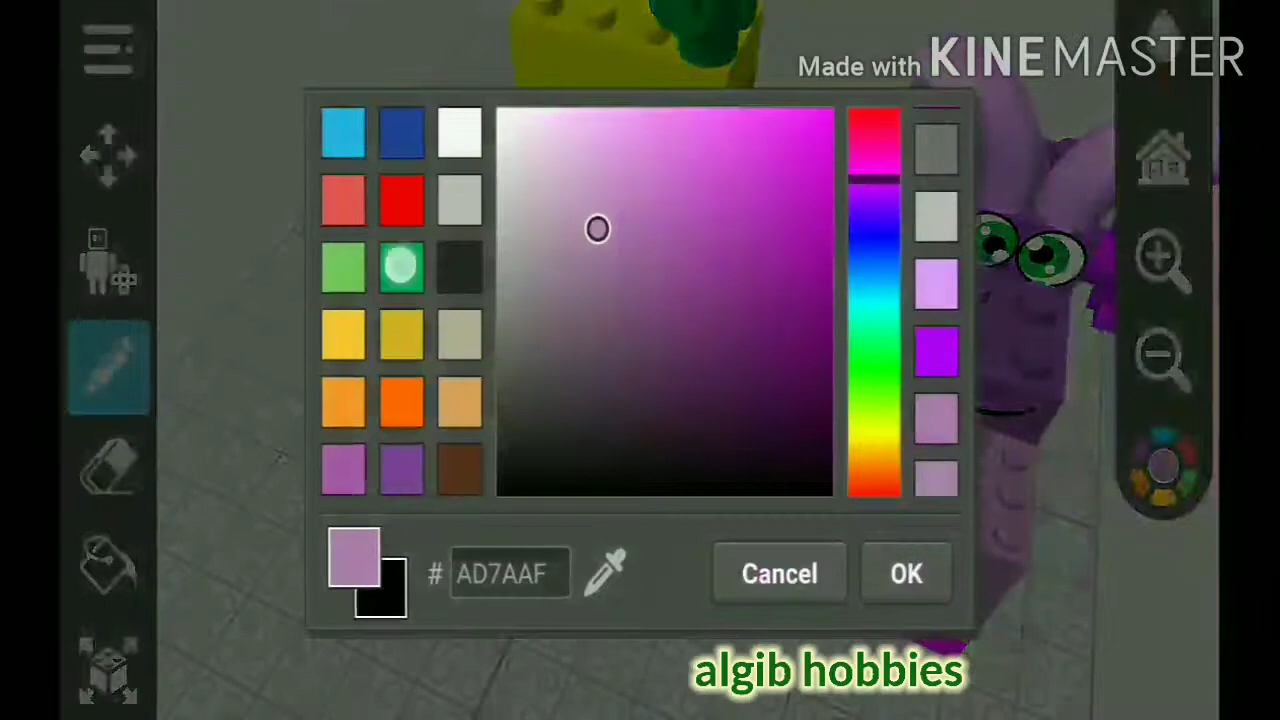 Made with KINEMASTER
# AD7AAF
Cancel
OK
algib hobbies